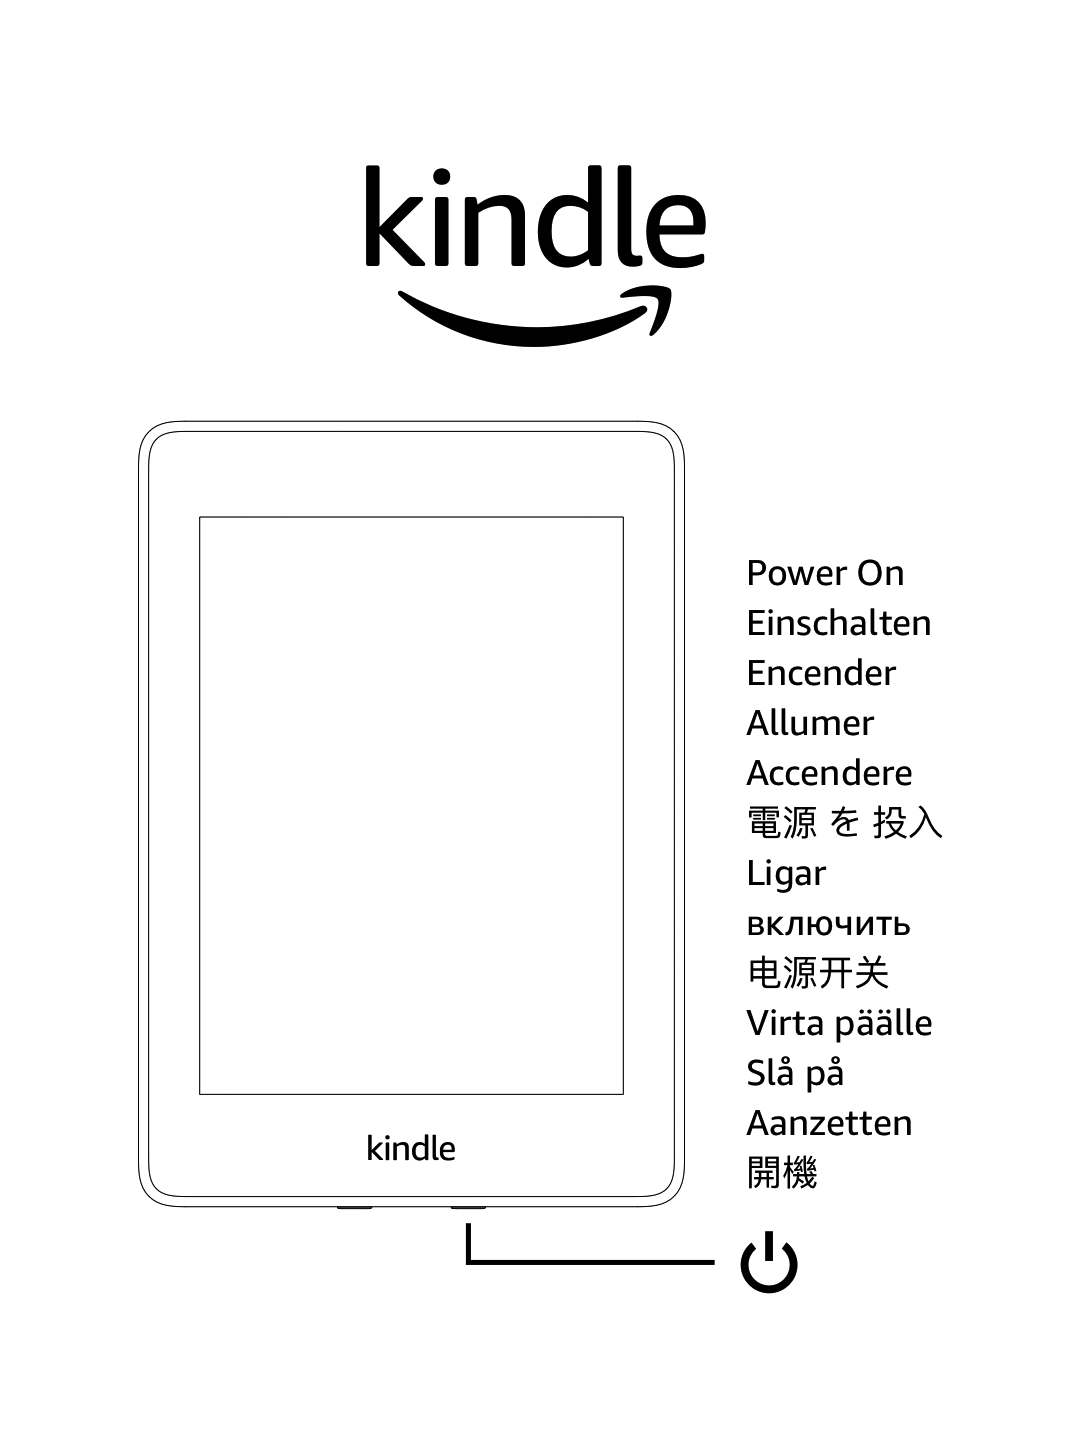 kindle
Power On
Einschalten
Encender
Allumer
Accendere
電源 を 投入
Ligar
включить
电源开关
Virta päälle
Slå på
Aanzetten
開機
kindle